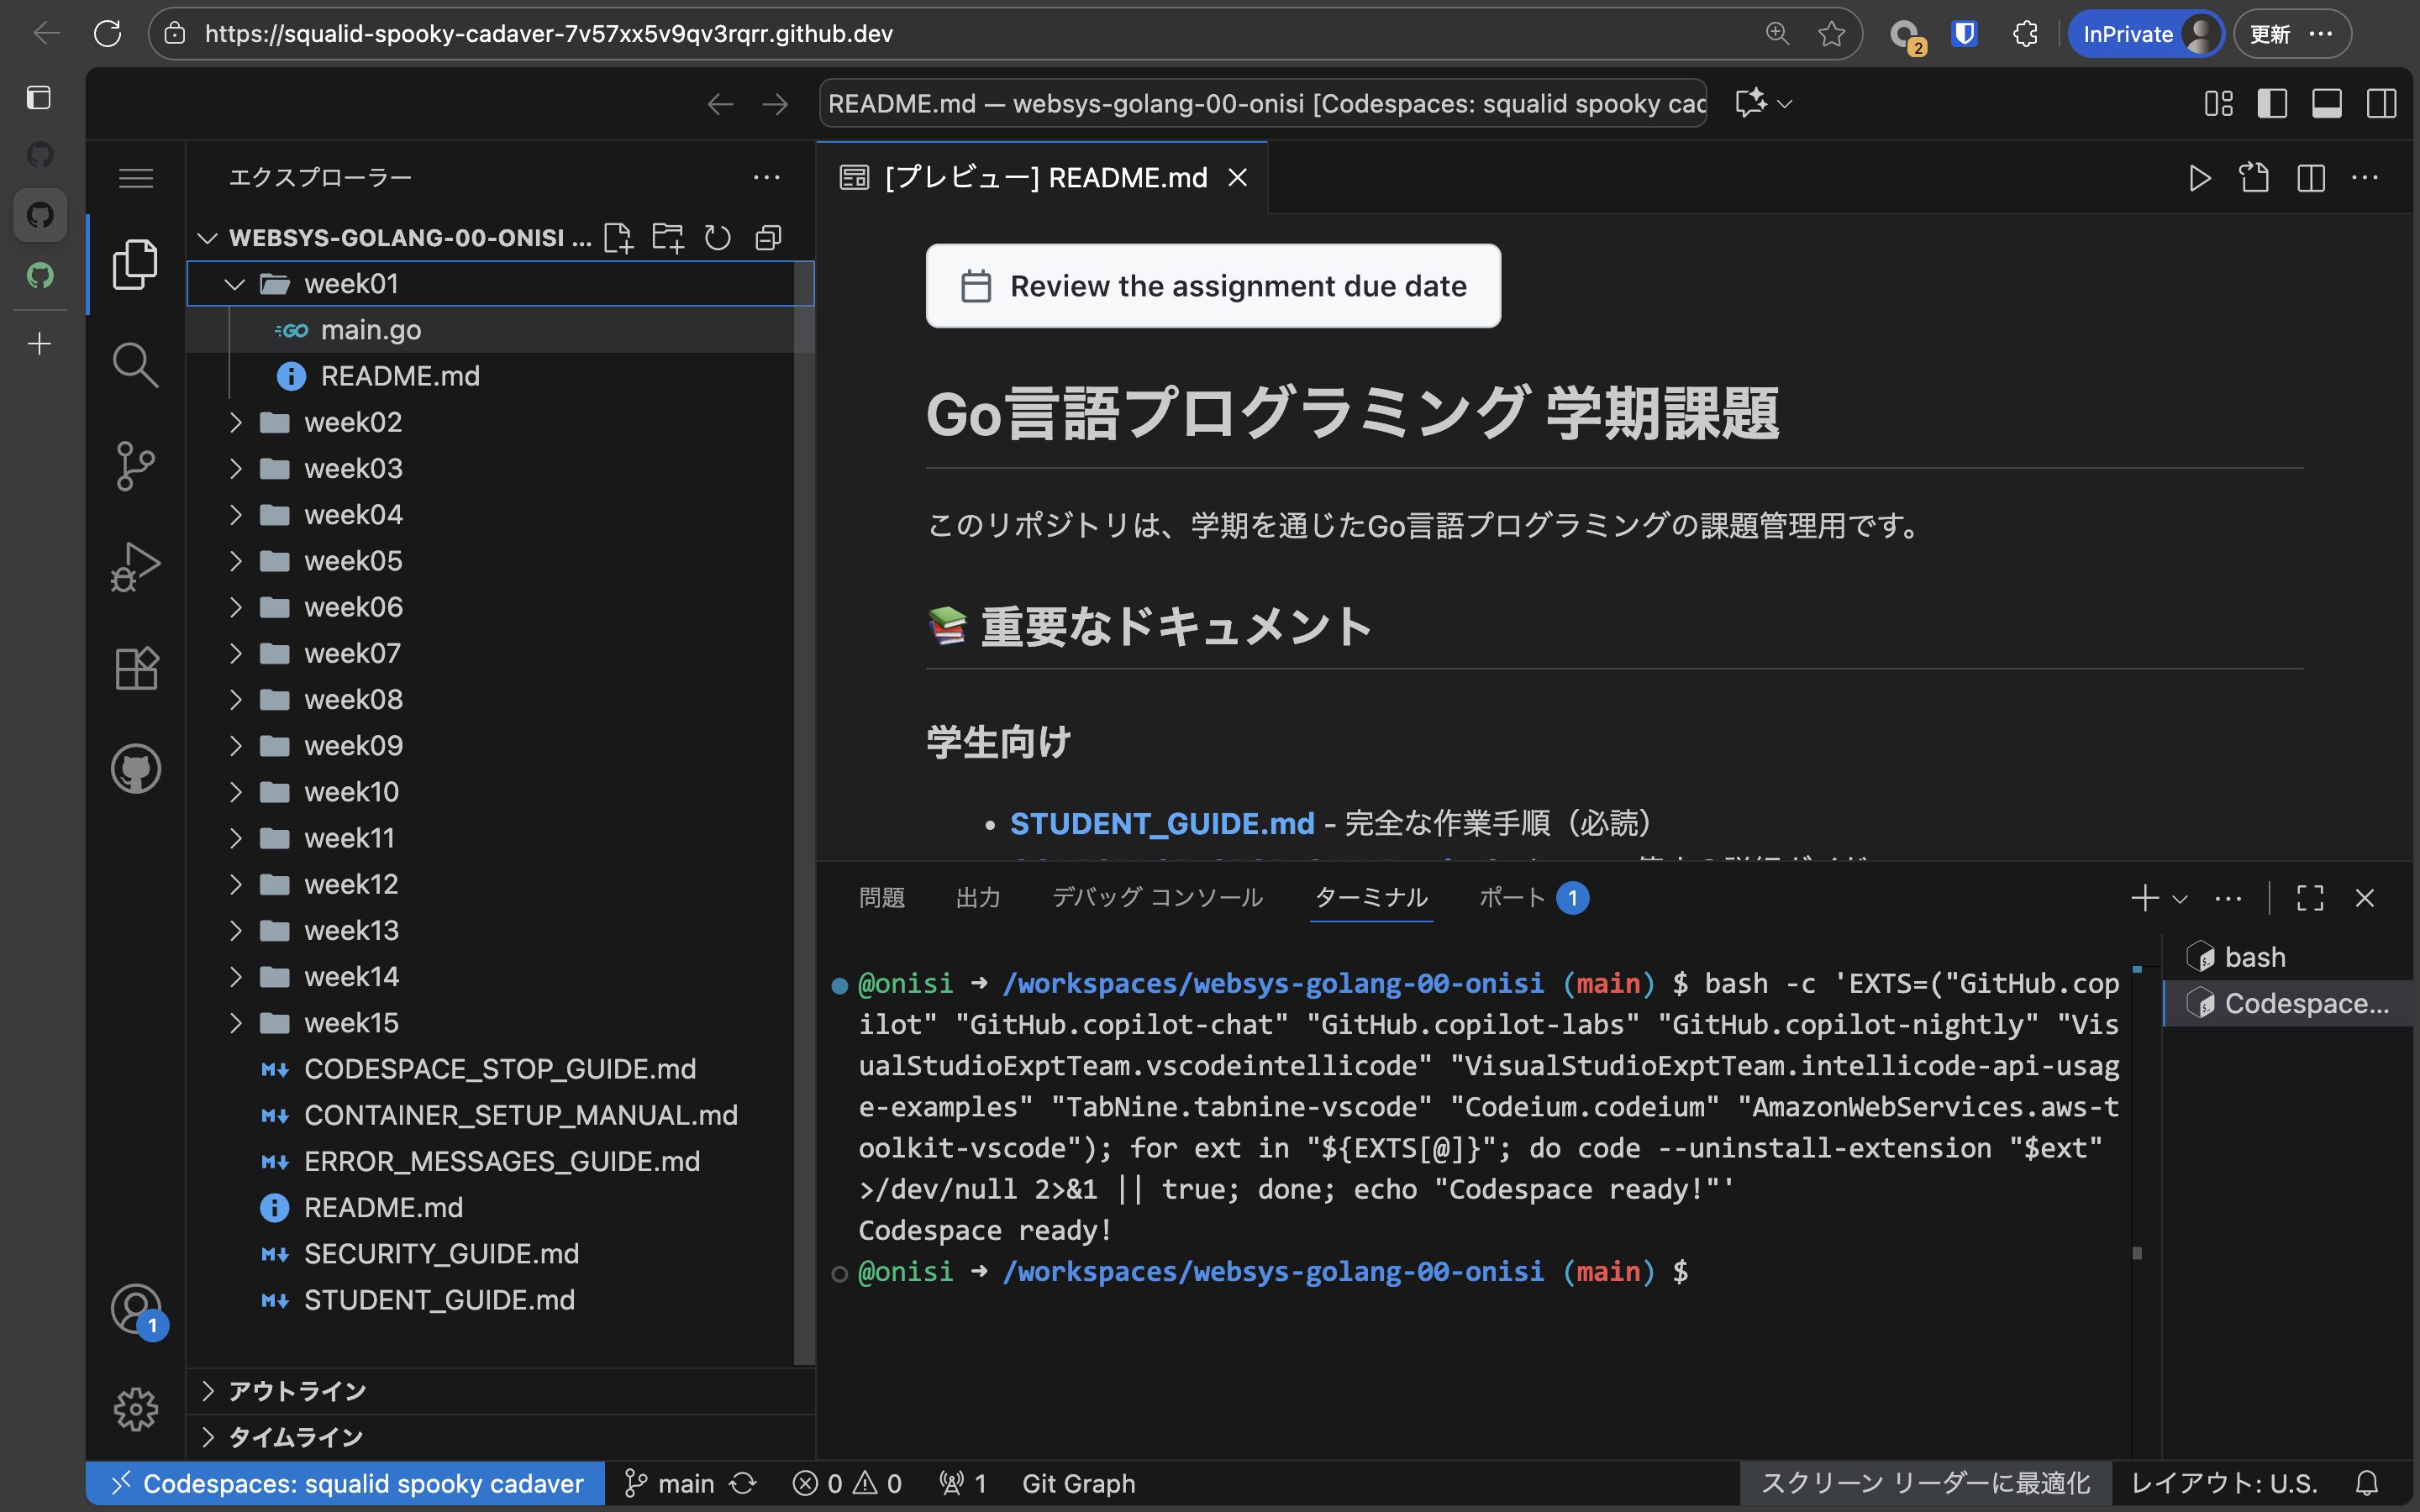 https://squalid-spooky-cadaver-7v57xx5v9qv3rqrr.github.dev
2
InPrivate
更新
README.md — websys-golang-00-onisi [Codespaces: squalid spooky cad
エクスプローラー
[プレビュー] README.md
WEBSYS-GOLANG-00-ONISI ...
week01
GO main.go
README.md
week02
week03
week04
week05
week06
week07
week08
week09
week10
week11
week12
week13
week14
week15
CODESPACE_STOP_GUIDE.md
CONTAINER_SETUP_MANUAL.md
ERROR_MESSAGES_GUIDE.md
README.md
SECURITY_GUIDE.md
STUDENT_GUIDE.md
アウトライン
タイムライン
1
Review the assignment due date
Go言語プログラミング 学期課題
このリポジトリは、学期を通じたGo言語プログラミングの課題管理用です。
📚 重要なドキュメント
学生向け
• STUDENT_GUIDE.md - 完全な作業手順（必読）
問題 出力 デバッグ コンソール ターミナル ポート 1
@onisi ➜ /workspaces/websys-golang-00-onisi (main) $ bash -c 'EXTS=("GitHub.cop
ilot" "GitHub.copilot-chat" "GitHub.copilot-labs" "GitHub.copilot-nightly" "Vis
ualStudioExptTeam.vscodeintellicode" "VisualStudioExptTeam.intellicode-api-usag
e-examples" "TabNine.tabnine-vscode" "Codeium.codeium" "AmazonWebServices.aws-t
oolkit-vscode"); for ext in "${EXTS[@]}"; do code --uninstall-extension "$ext"
>/dev/null 2>&1 || true; done; echo "Codespace ready!"'
Codespace ready!
@onisi ➜ /workspaces/websys-golang-00-onisi (main) $
bash
Codespace...
Codespaces: squalid spooky cadaver main 0 0 1 Git Graph スクリーン リーダーに最適化 レイアウト: U.S.